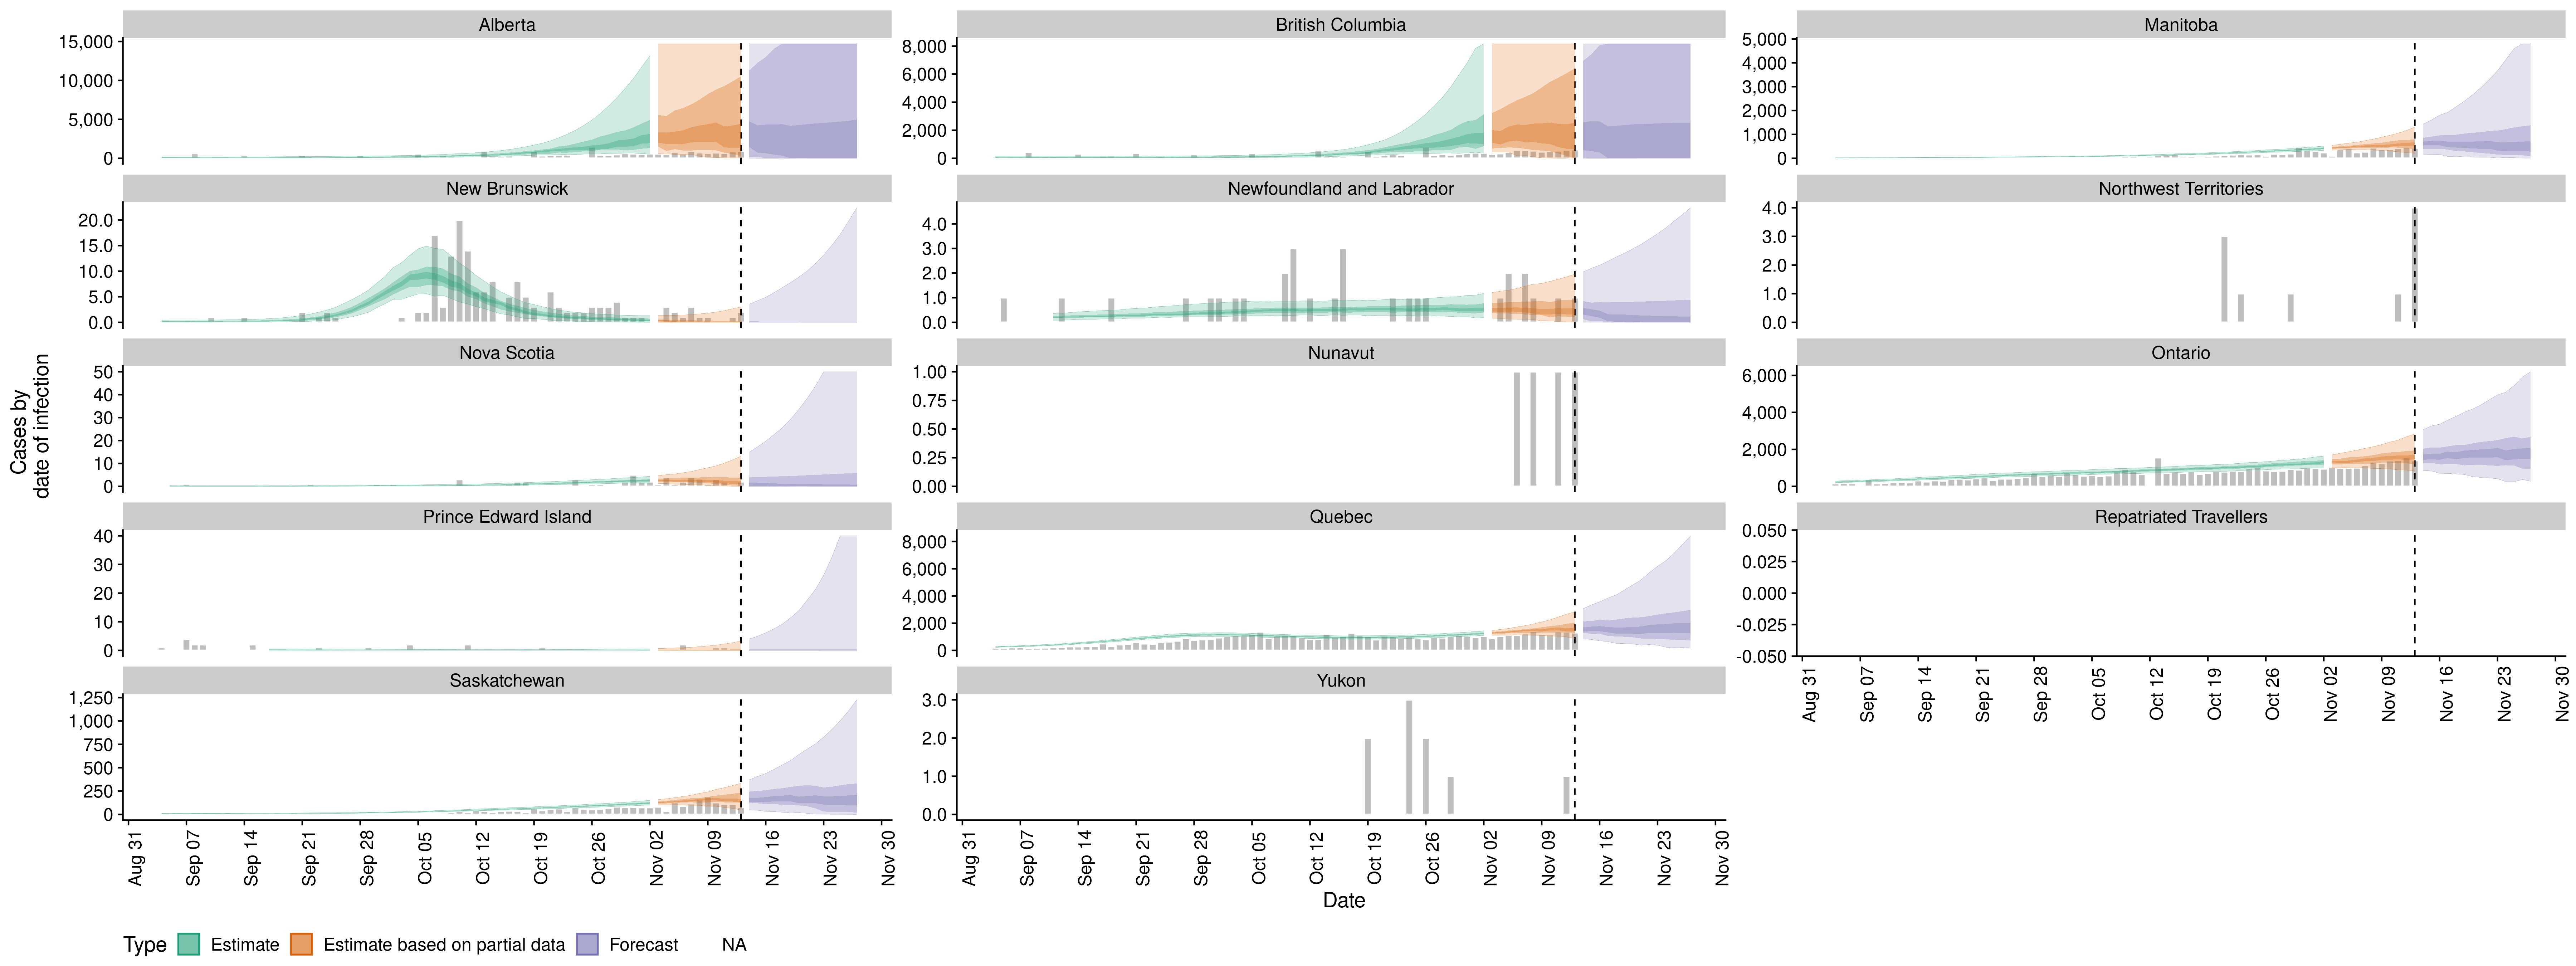 Alberta
British Columbia
Manitoba
15,000
10,000
5,000
0
8,000
6,000
4,000
2,000
0
5,000
4,000
3,000
2,000
1,000
0
New Brunswick
Newfoundland and Labrador
Northwest Territories
20.0
15.0
10.0
5.0
0.0
4.0
3.0
2.0
1.0
0.0
4.0
3.0
2.0
1.0
0.0
Nova Scotia
Nunavut
Ontario
50
40
30
20
10
0
1.00
0.75
0.50
0.25
0.00
6,000
4,000
2,000
0
Cases by
date of infection
Prince Edward Island
Quebec
Repatriated Travellers
40
30
20
10
0
8,000
6,000
4,000
2,000
0
0.050
0.025
0.000
-0.025
-0.050
Aug 31
Sep 07
Sep 14
Sep 21
Sep 28
Oct 05
Oct 12
Oct 19
Oct 26
Nov 02
Nov 09
Nov 16
Nov 23
Nov 30
Saskatchewan
Yukon
1,250
1,000
750
500
250
0
3.0
2.0
1.0
0.0
Aug 31
Sep 07
Sep 14
Sep 21
Sep 28
Oct 05
Oct 12
Oct 19
Oct 26
Nov 02
Nov 09
Nov 16
Nov 23
Nov 30
Aug 31
Sep 07
Sep 14
Sep 21
Sep 28
Oct 05
Oct 12
Oct 19
Oct 26
Nov 02
Nov 09
Nov 16
Nov 23
Nov 30
Date
Type Estimate Estimate based on partial data Forecast NA